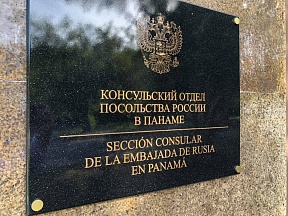 КОНСУЛЬСКИЙ ОТДЕЛ
ПОСОЛЬСТВА РОССИИ
В ПАНАМЕ
SECCIÓN CONSULAR
DE LA EMBAJADA DE RUSIA
EN PANAMÁ